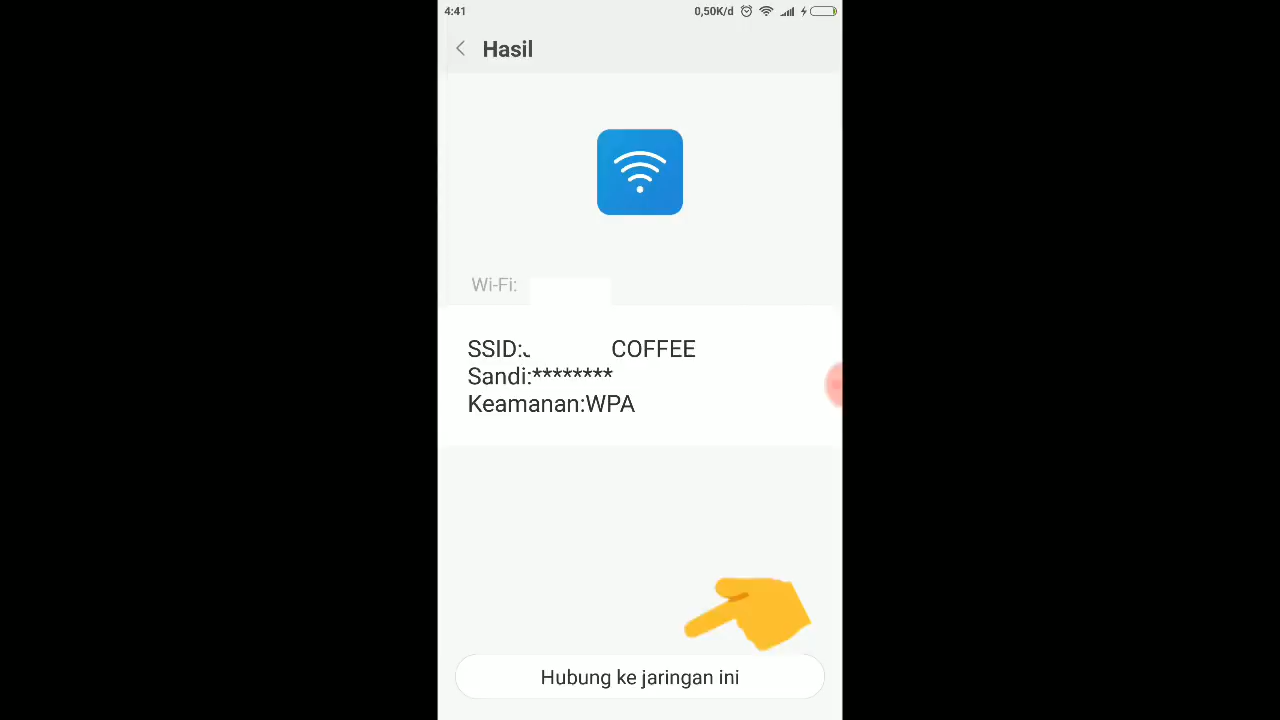 4:41 0,50K/d
Hasil
Wi-Fi:
SSID: COFFEE
Sandi:********
Keamanan:WPA
Hubung ke jaringan ini